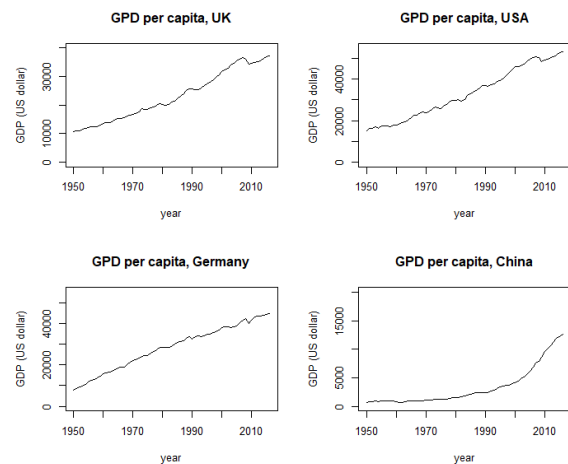 GPD per capita, UK
GDP (US dollar)
0 10000 30000
1950 1970 1990 2010
year
GPD per capita, USA
GDP (US dollar)
0 20000 40000
1950 1970 1990 2010
year
GPD per capita, Germany
GDP (US dollar)
0 20000 40000
1950 1970 1990 2010
year
GPD per capita, China
GDP (US dollar)
0 5000 15000
1950 1970 1990 2010
year